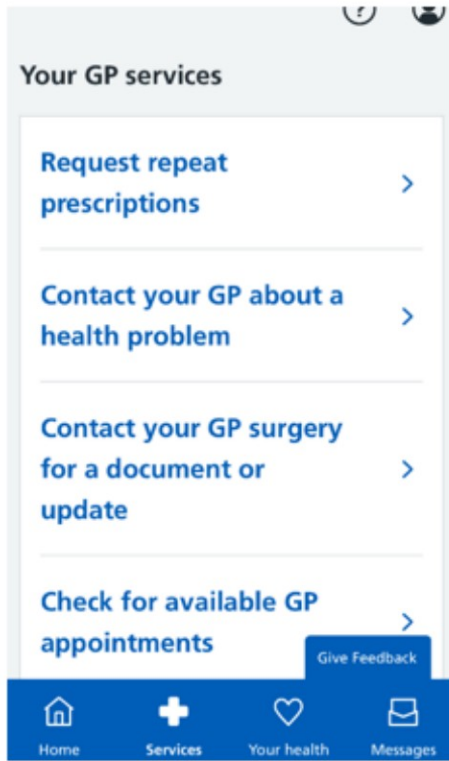 Your GP services
Request repeat
prescriptions
Contact your GP about a
health problem
Contact your GP surgery
for a document or
update
Check for available GP
appointments
Give Feedback
Home
Services
Your health
Messages